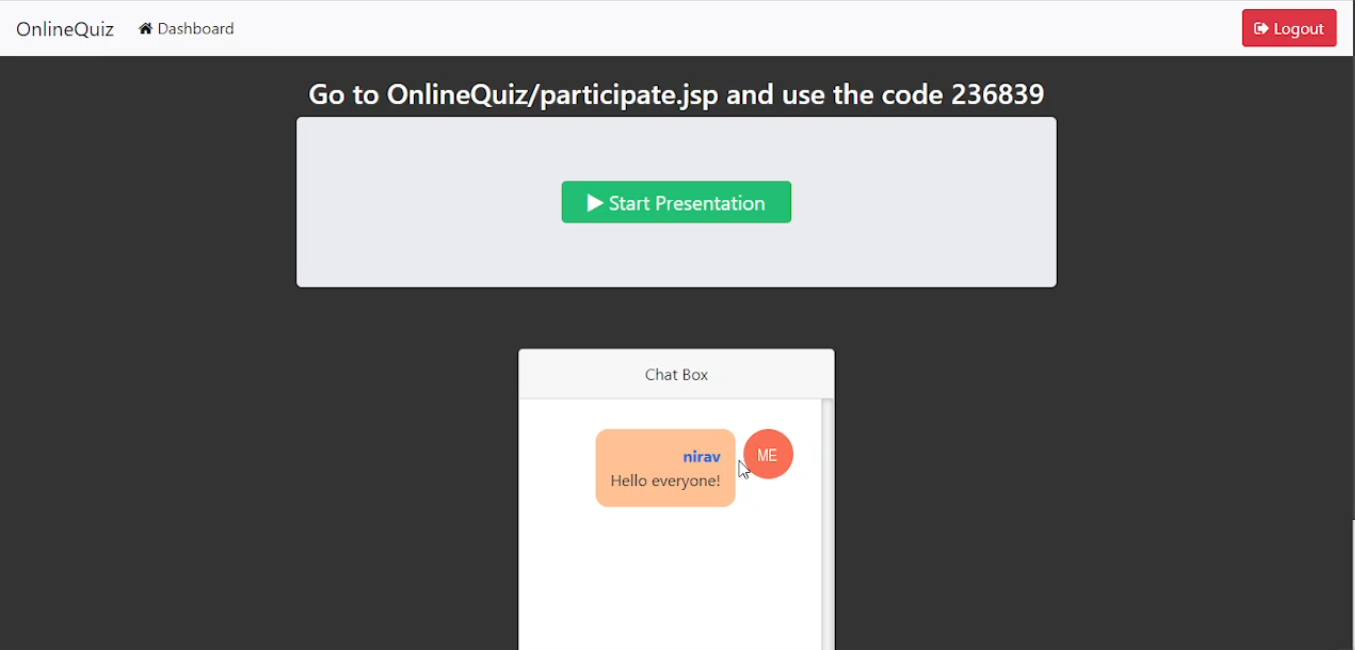 OnlineQuiz Dashboard Logout
Go to OnlineQuiz/participate.jsp and use the code 236839
Start Presentation
Chat Box
nirav
ME
Hello everyone!